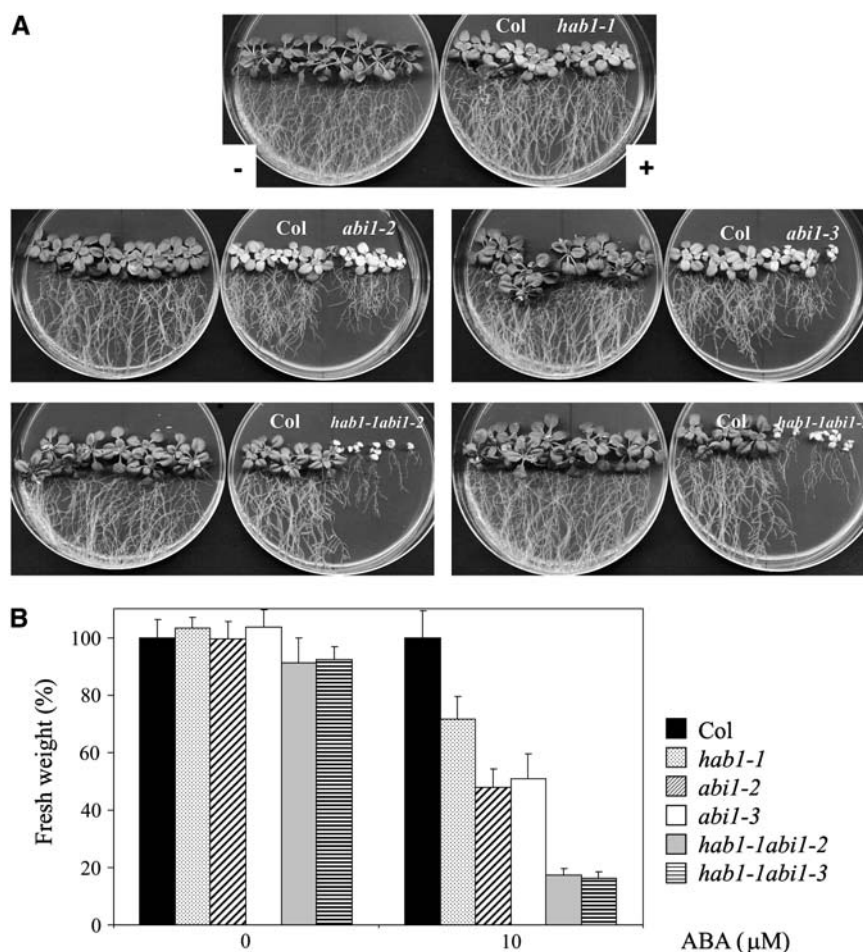 A
Col hab1-1
- +
Col abi1-2
Col abi1-3
Col hab1-1abi1-2
Col
B
Fresh weight (%)
100
80
60
40
20
0
0 10 ABA (µM)
Col
hab1-1
abi1-2
abi1-3
hab1-1abi1-2
hab1-1abi1-3